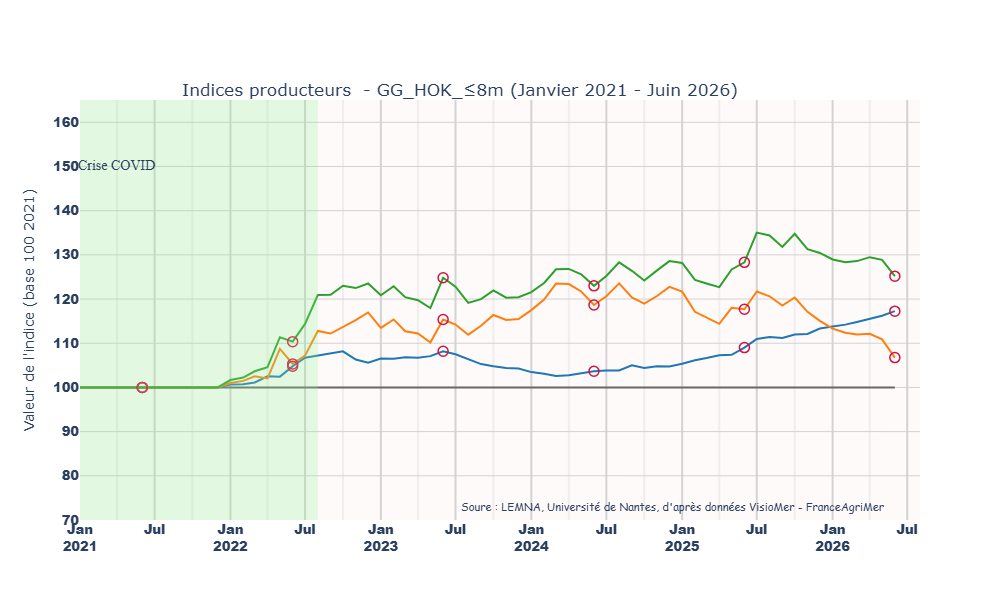 Indices producteurs  - GG_HOK_≤8m (Janvier 2021 - Juin 2026)
Valeur de l'indice (base 100 2021)
160
150
140
130
120
110
100
90
80
70
Crise COVID
Soure : LEMNA, Université de Nantes, d'après données VisioMer - FranceAgriMer
Jan Jul Jan Jul Jan Jul Jan Jul Jan Jul Jan Jul
2021 2022 2023 2024 2025 2026